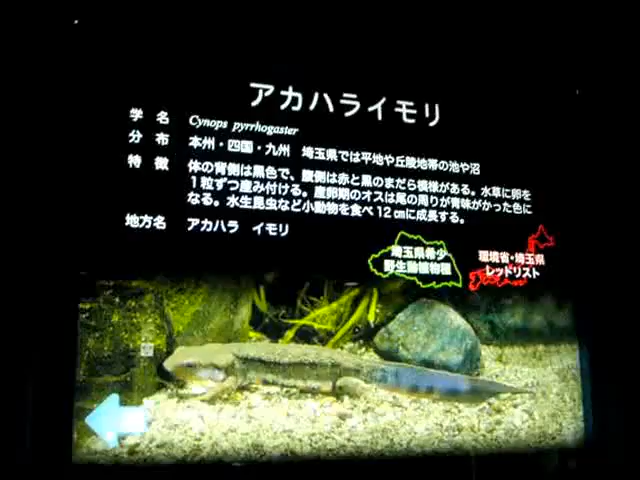 アカハライモリ
学 名 Cynops pyrrhogaster
分 布 本州・四国・九州 埼玉県では平地や丘陵地帯の池や沼
特 徴 体の背側は黒色で、腹側は赤と黒のまだら模様がある。水草に卵を
1粒ずつ産み付ける。産卵期のオスは尾の周りが青味がかった色に
なる。水生昆虫など小動物を食べ12㎝に成長する。
地方名 アカハラ イモリ
埼玉県希少
野生動植物種
環境省・埼玉県
レッドリスト